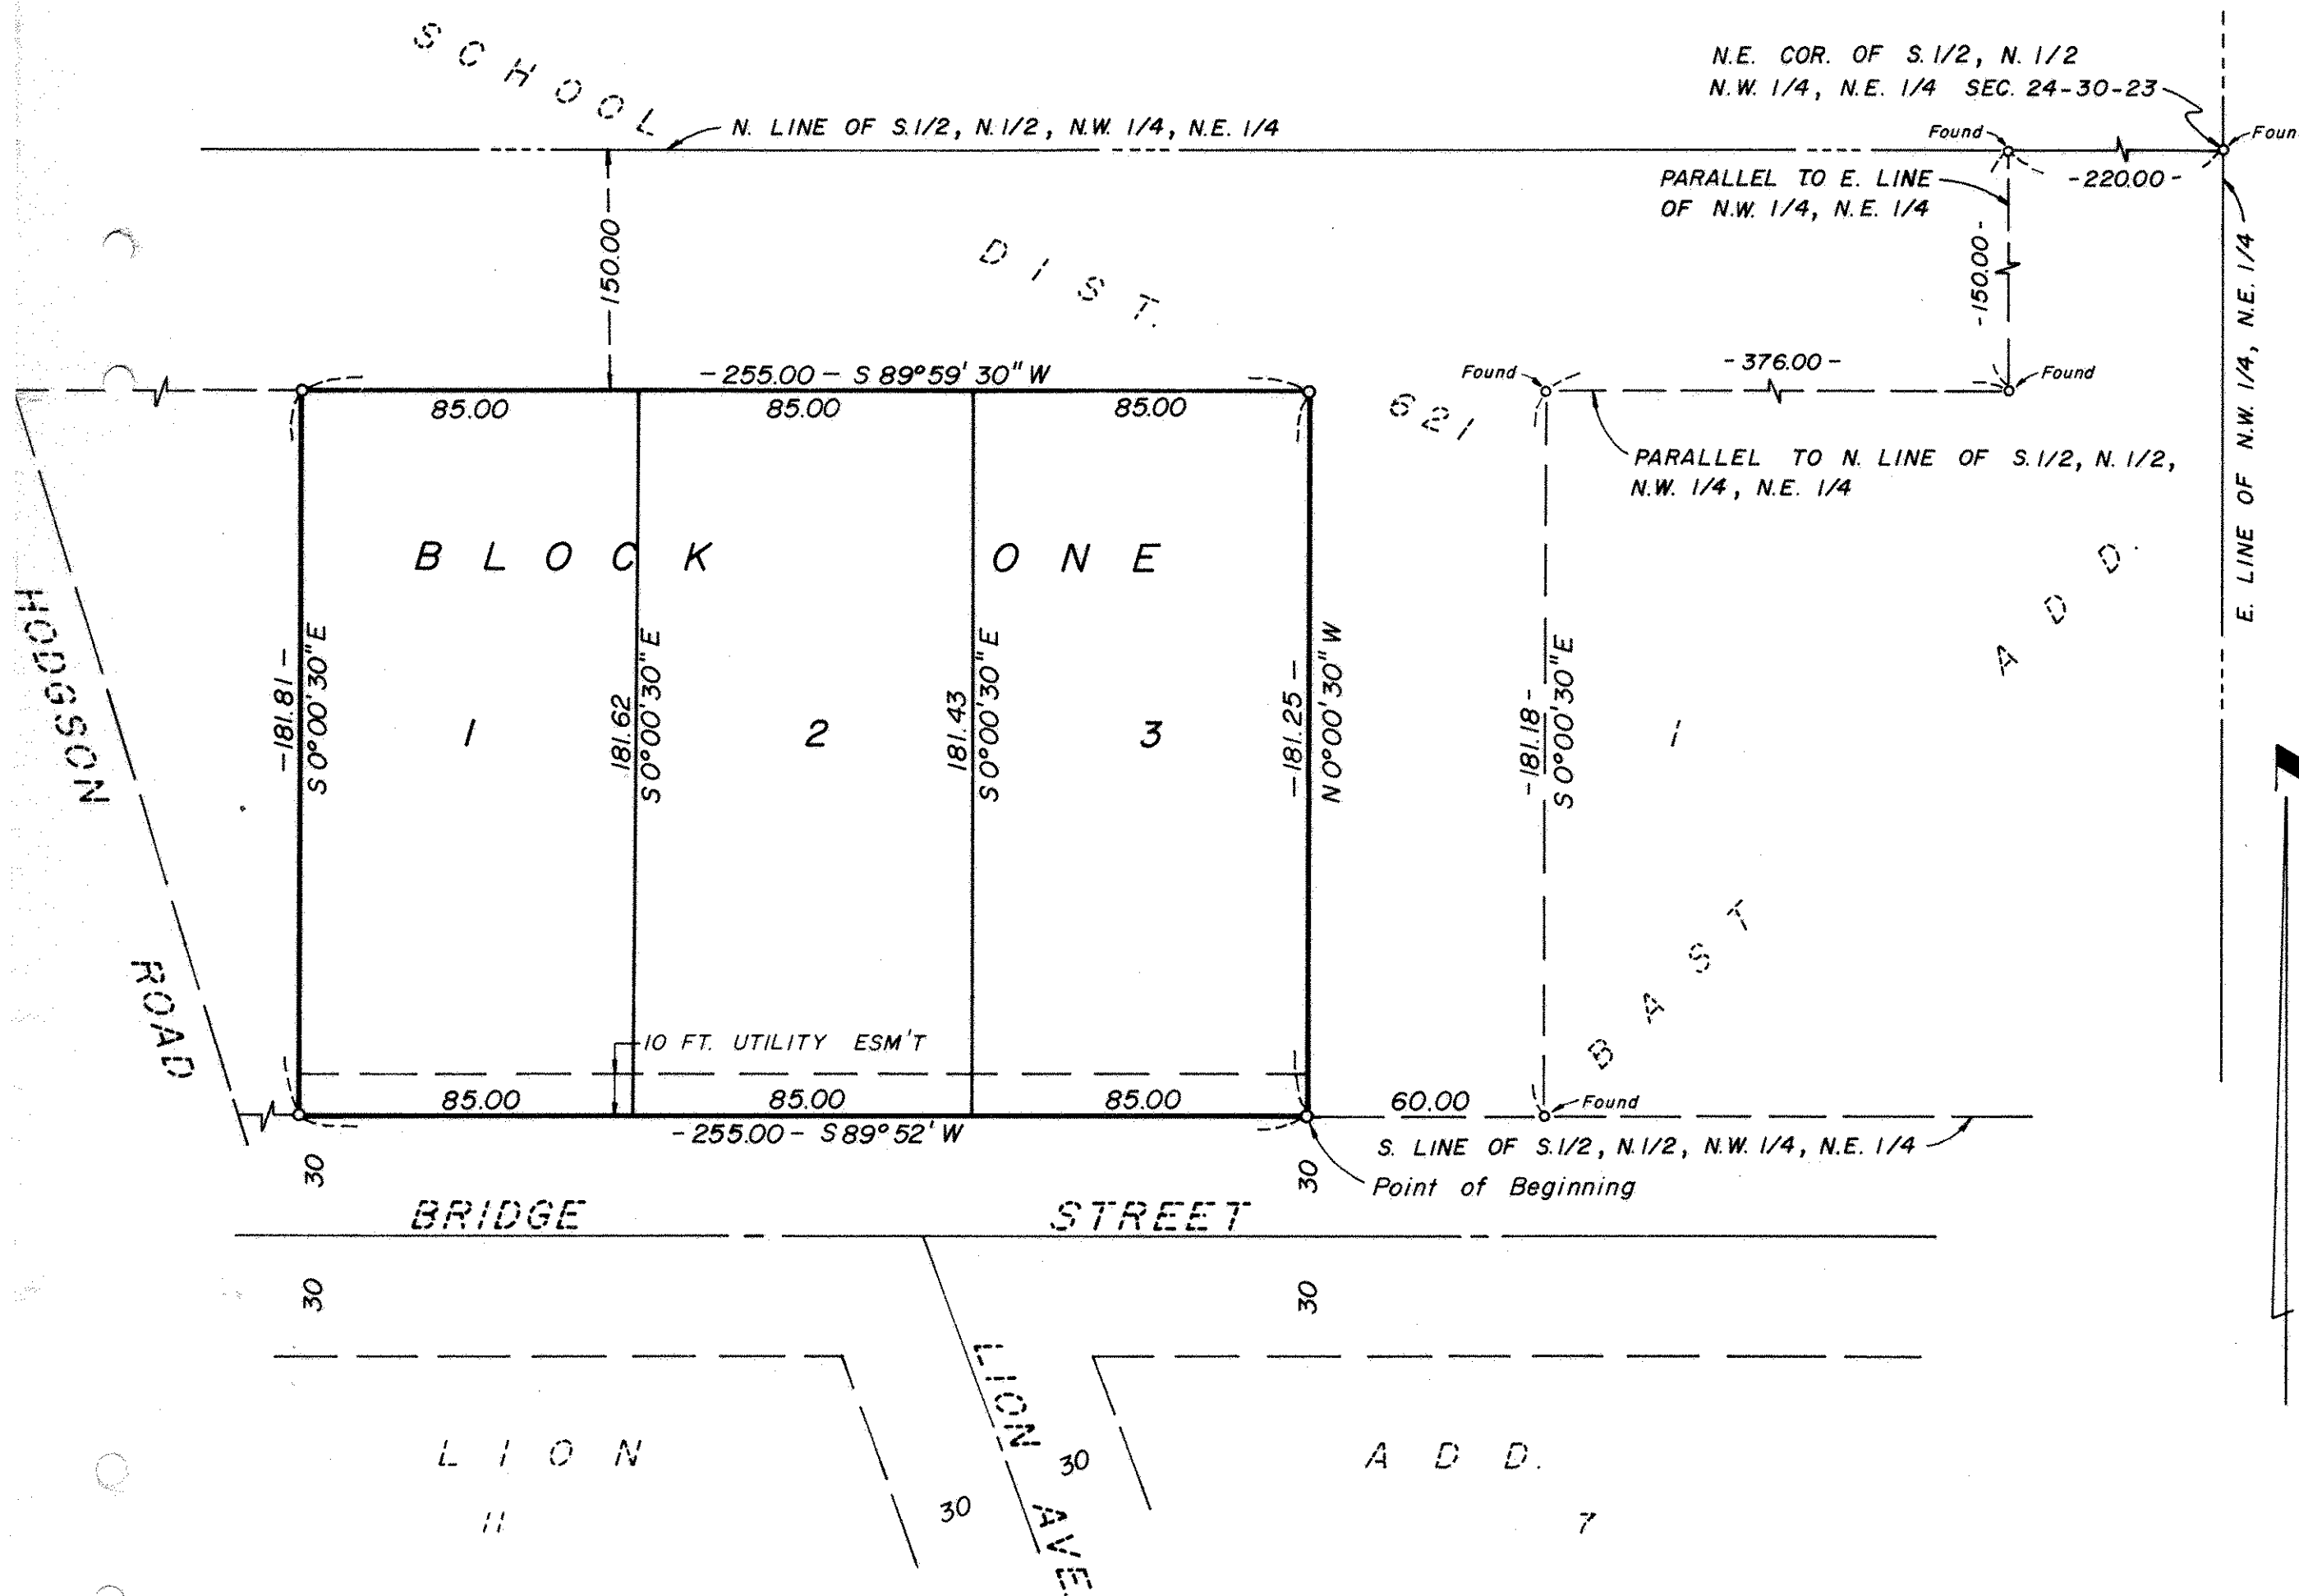 SCHOOL
DIST.
621
N.E. COR. OF S. 1/2, N. 1/2
N.W. 1/4, N.E. 1/4 SEC. 24-30-23
N. LINE OF S. 1/2, N. 1/2, N.W. 1/4, N.E. 1/4
Found
Foun
PARALLEL TO E. LINE
OF N.W. 1/4, N.E. 1/4
-220.00-
150.00
-150.00-
E. LINE OF N.W. 1/4, N.E. 1/4
-255.00- S 89°59'30" W
85.00
85.00
85.00
Found
-376.00-
Found
PARALLEL TO N. LINE OF S. 1/2, N. 1/2,
N.W. 1/4, N.E. 1/4
BLOCK ONE
HODGSON
ROAD
-181.81-
S 0°00'30" E
1
181.62
S 0°00'30" E
2
181.43
S 0°00'30" E
3
-181.25-
N 0°00'30" W
-181.18-
S 0°00'30" E
1
BAST
ADD.
10 FT. UTILITY ESM'T
85.00
85.00
85.00
60.00
Found
-255.00- S 89°52' W
S. LINE OF S. 1/2, N. 1/2, N.W. 1/4, N.E. 1/4
Point of Beginning
30
30
BRIDGE STREET
30
30
LION AVE
30
30
LION ADD.
11
7